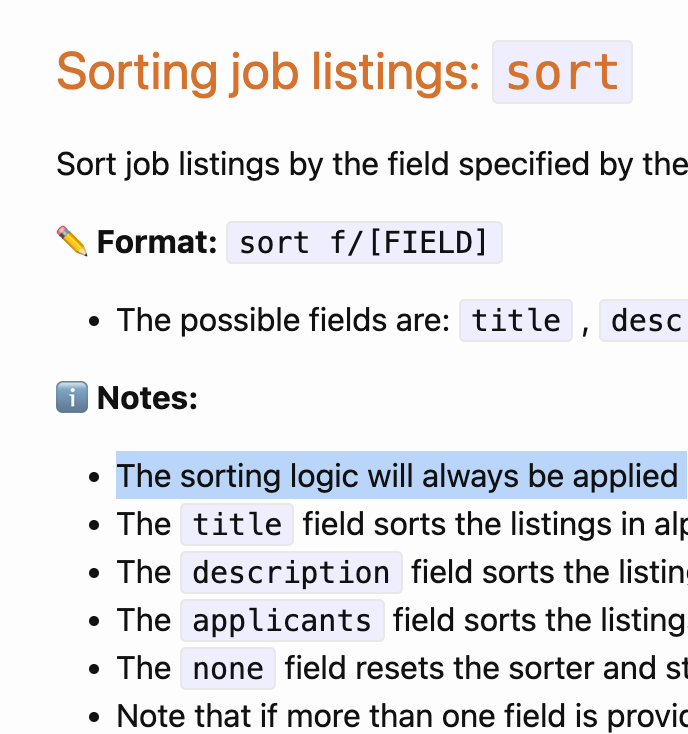 Sorting job listings: sort
Sort job listings by the field specified by the
Format: sort f/[FIELD]
The possible fields are: title , desc
Notes:
The sorting logic will always be applied
The title field sorts the listings in alp
The description field sorts the listing
The applicants field sorts the listings
The none field resets the sorter and st
Note that if more than one field is provid